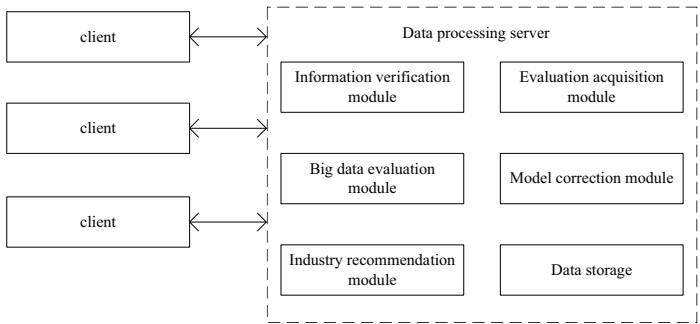 client
Data processing server
Information verification
module
Evaluation acquisition
module
client
Big data evaluation
module
Model correction module
client
Industry recommendation
module
Data storage